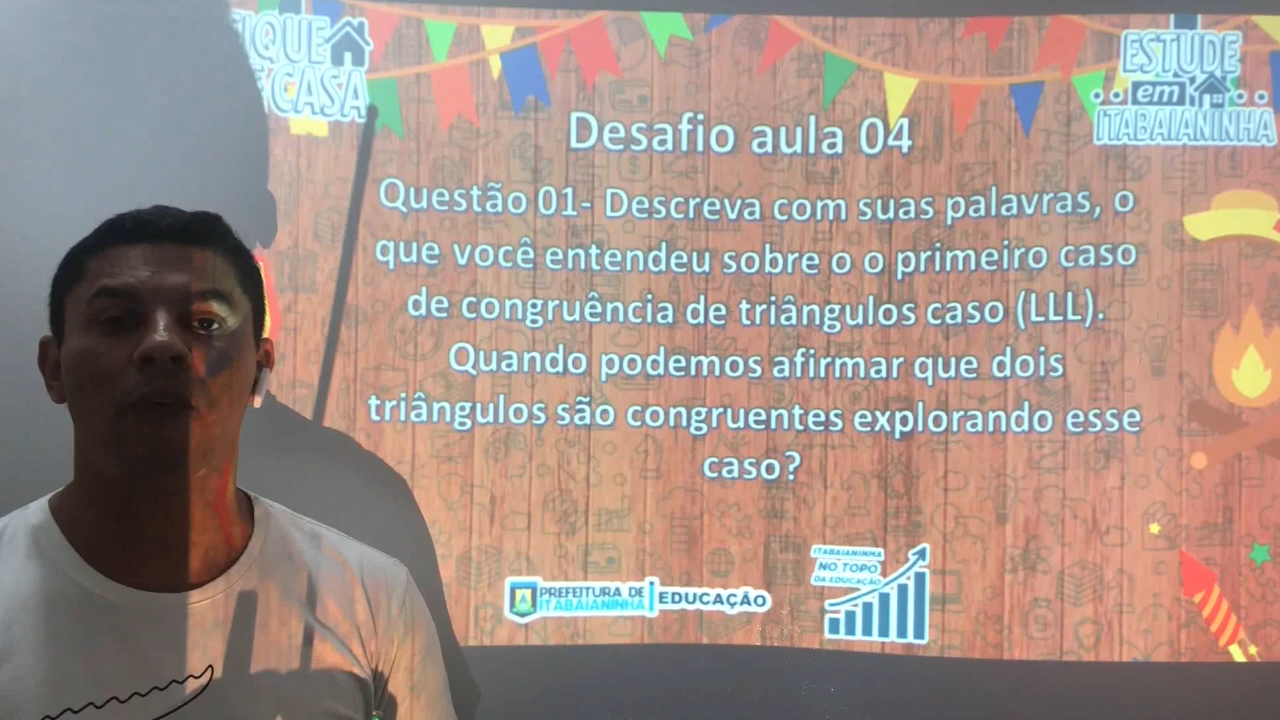 IQUE
E CASA
ESTUDE
em
ITABAIANINHA
Desafio aula 04
Questão 01- Descreva com suas palavras, o
que você entendeu sobre o o primeiro caso
de congruência de triângulos caso (LLL).
Quando podemos afirmar que dois
triângulos são congruentes explorando esse
caso?
PREFEITURA DE
ITABAIANINHA
EDUCAÇÃO
ITABAIANINHA
NO TOPO
DA EDUCAÇÃO